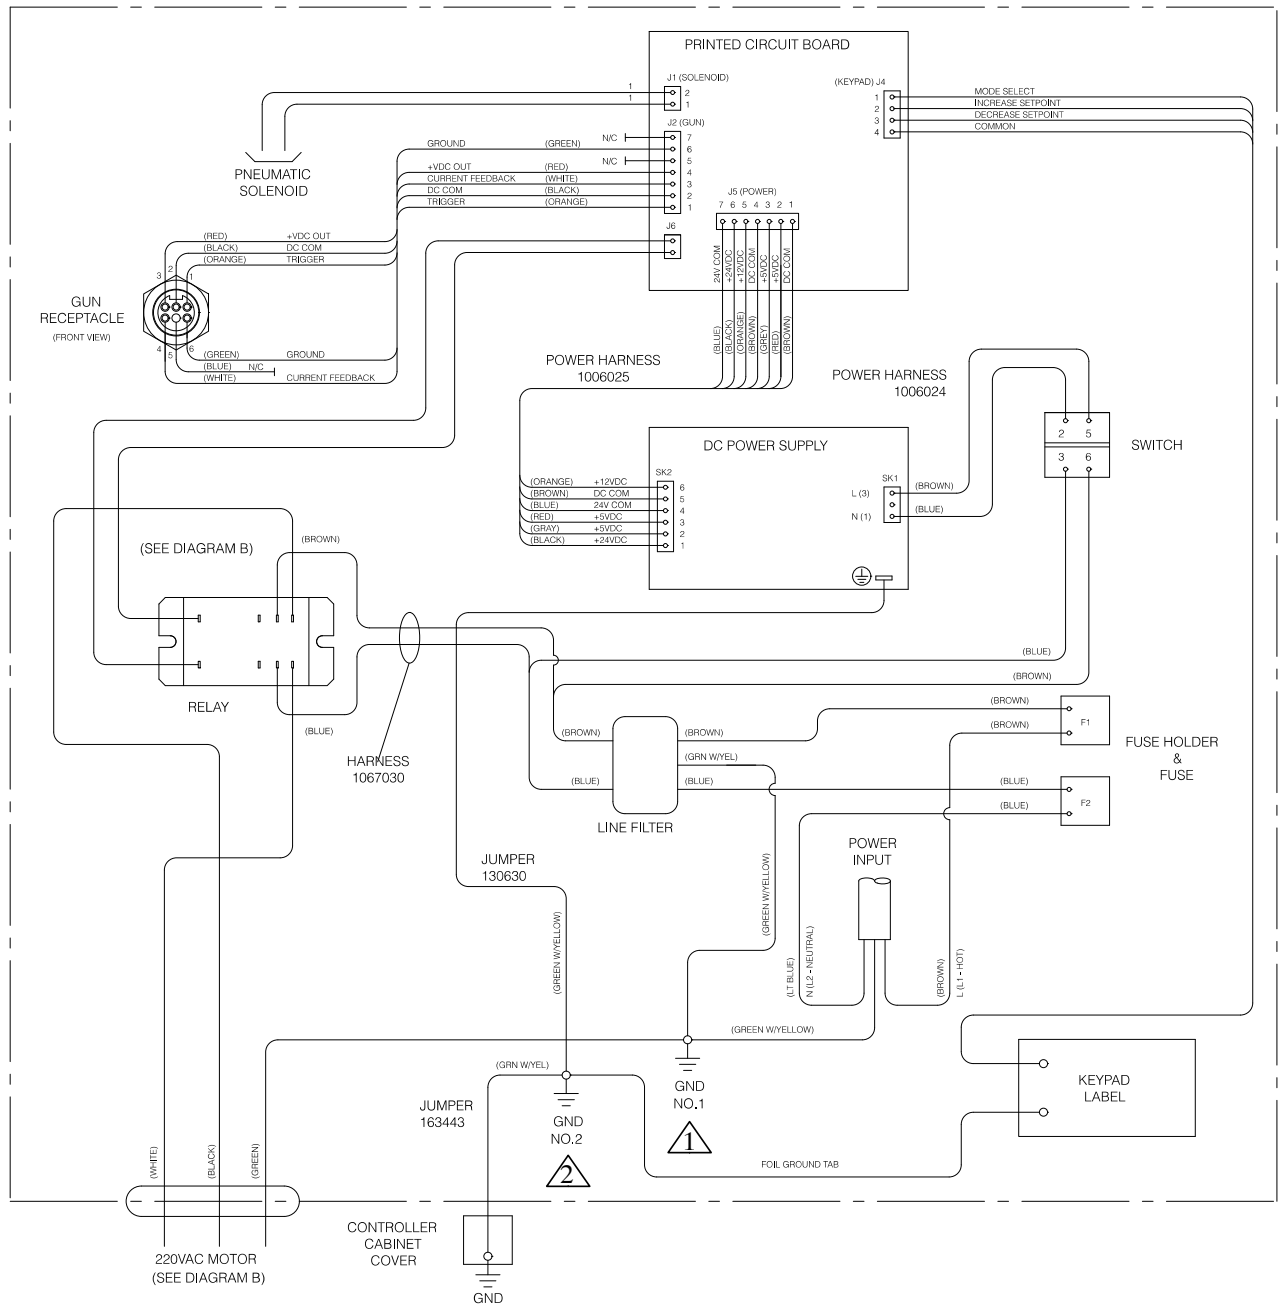 PRINTED CIRCUIT BOARD
J1 (SOLENOID)
1
2
1
1
(KEYPAD) J4
1 MODE SELECT
2 INCREASE SETPOINT
3 DECREASE SETPOINT
4 COMMON
J2 (GUN)
N/C 7
GROUND (GREEN) 6
N/C 5
+VDC OUT (RED) 4
CURRENT FEEDBACK (WHITE) 3
DC COM (BLACK) 2
TRIGGER (ORANGE) 1
PNEUMATIC
SOLENOID
J5 (POWER)
7 6 5 4 3 2 1
24V COM
+24VDC
+12VDC
DC COM
+5VDC
+5VDC
DC COM
(BLUE)
(BLACK)
(ORANGE)
(BROWN)
(GREY)
(RED)
(BROWN)
J6
(RED) +VDC OUT
(BLACK) DC COM
(ORANGE) TRIGGER
3 2 1
GUN
RECEPTACLE
(FRONT VIEW)
4 5 6
(GREEN) GROUND
(BLUE) N/C
(WHITE) CURRENT FEEDBACK
POWER HARNESS
1006025
POWER HARNESS
1006024
2 5
3 6
SWITCH
DC POWER SUPPLY
SK2
(ORANGE) +12VDC 6
(BROWN) DC COM 5
(BLUE) 24V COM 4
(RED) +5VDC 3
(GRAY) +5VDC 2
(BLACK) +24VDC 1
SK1
L (3) (BROWN)
N (1) (BLUE)
(SEE DIAGRAM B)
(BROWN)
RELAY
(BLUE)
HARNESS
1067030
(BLUE)
(BROWN)
(BROWN)
(BROWN)
(GRN W/YEL)
(BLUE)
(BLUE)
LINE FILTER
(BROWN)
(BROWN)
F1
(BLUE)
(BLUE)
F2
FUSE HOLDER
&
FUSE
POWER
INPUT
JUMPER
130630
(GREEN W/YELLOW)
(GREEN W/YELLOW)
(LT BLUE)
N (L2 - NEUTRAL)
(BROWN)
L (L1 - HOT)
(GREEN W/YELLOW)
(GRN W/YEL)
GND
NO.1
1
GND
NO.2
2
JUMPER
163443
KEYPAD
LABEL
FOIL GROUND TAB
(WHITE)
(BLACK)
(GREEN)
220VAC MOTOR
(SEE DIAGRAM B)
CONTROLLER
CABINET
COVER
GND